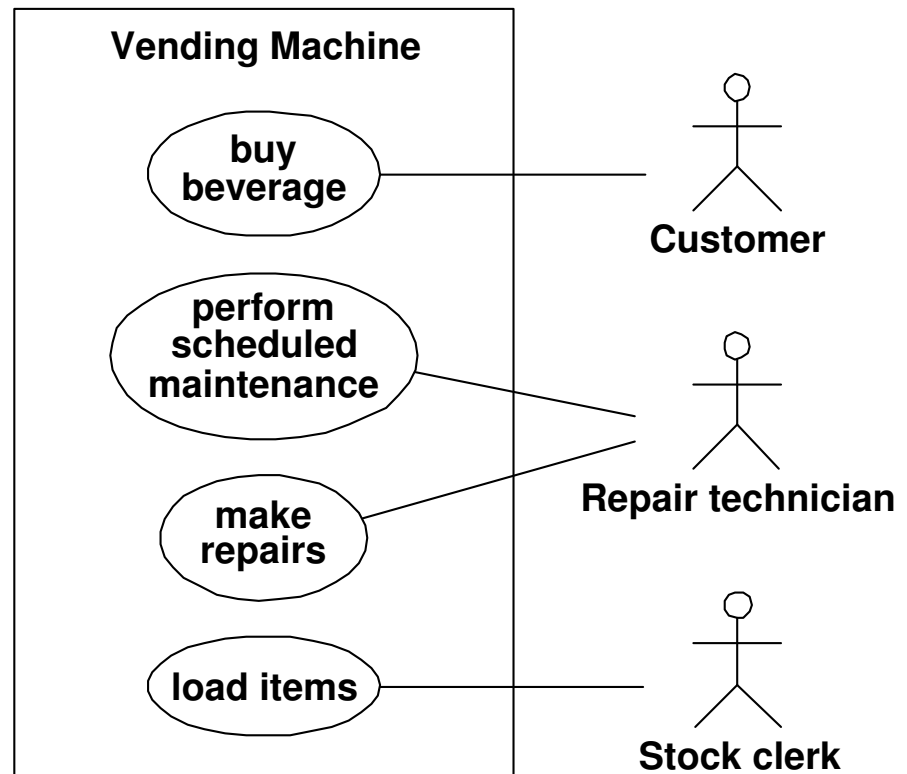 Vending Machine
buy
beverage
Customer
perform
scheduled
maintenance
Repair technician
make
repairs
load items
Stock clerk